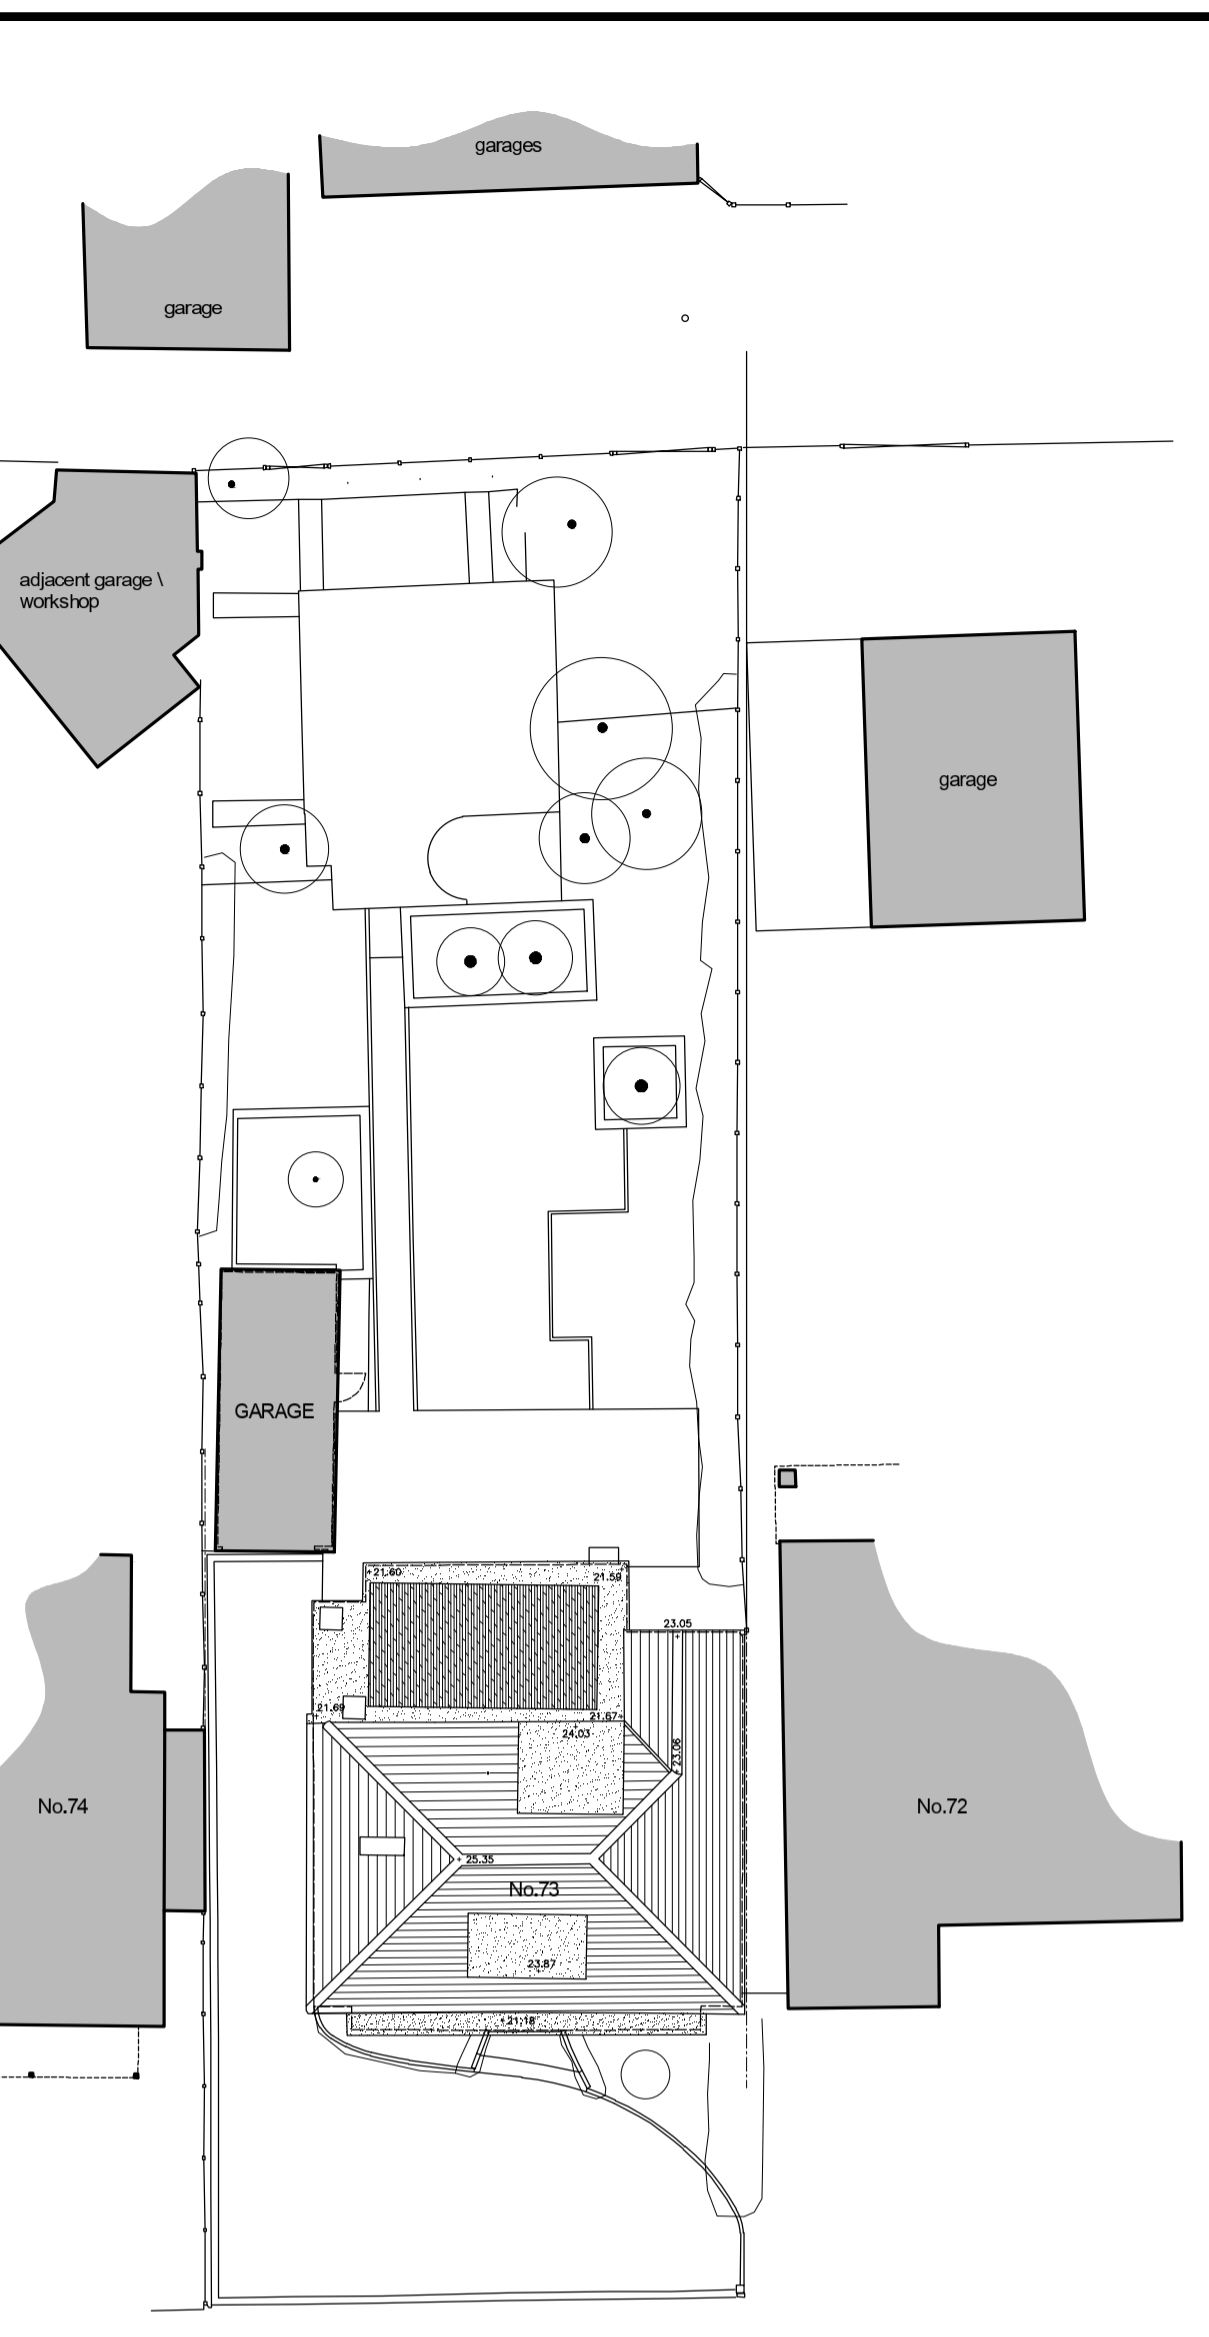 garages
garage
adjacent garage \
workshop
garage
GARAGE
21.60
21.59
23.05
21.69
21.67
24.03
23.06
No.74
No.72
25.35
No.73
23.87
21.18